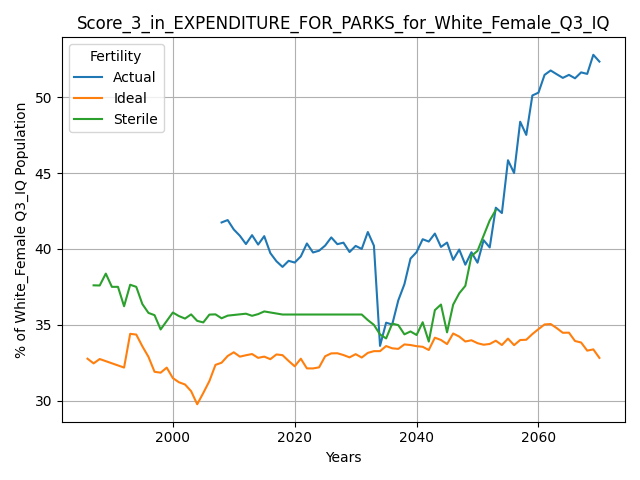 Score_3_in_EXPENDITURE_FOR_PARKS_for_White_Female_Q3_IQ
Fertility
Actual
Ideal
Sterile
% of White_Female Q3_IQ Population
50
45
40
35
30
2000
2020
2040
2060
Years